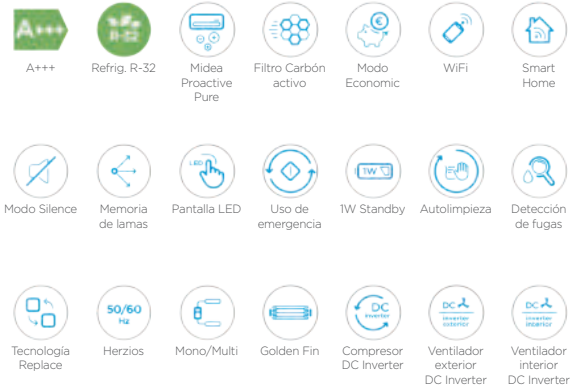 A+++
R-32
€
A+++
Refrig. R-32
Midea
Proactive
Pure
Filtro Carbón
activo
Modo
Economic
WiFi
Smart
Home
LED
1W
Modo Silence
Memoria
de lamas
Pantalla LED
Uso de
emergencia
1W Standby
Autolimpieza
Detección
de fugas
50/60
Hz
DC
inverter
DC
inverter
exterior
DC
inverter
interior
Tecnología
Replace
Herzios
Mono/Multi
Golden Fin
Compresor
DC Inverter
Ventilador
exterior
DC Inverter
Ventilador
interior
DC Inverter